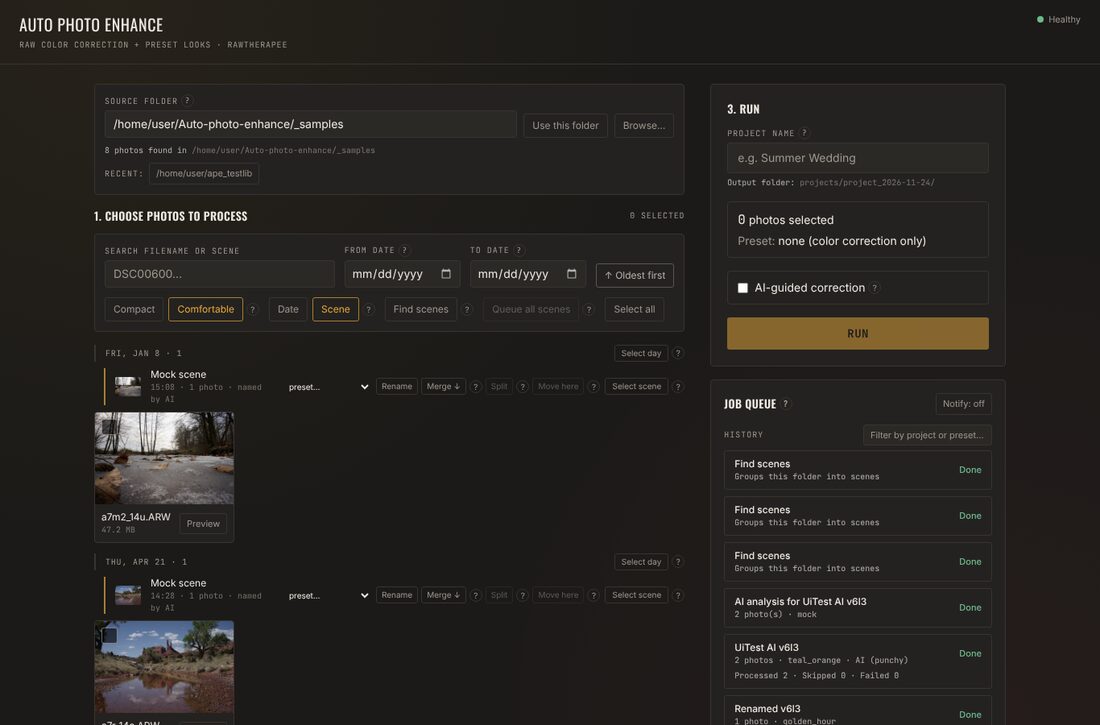 AUTO PHOTO ENHANCE
RAW COLOR CORRECTION + PRESET LOOKS · RAWTHERAPEE
Healthy
SOURCE FOLDER ?
/home/user/Auto-photo-enhance/_samples
Use this folder
Browse...
8 photos found in /home/user/Auto-photo-enhance/_samples
RECENT: /home/user/ape_testlib
1. CHOOSE PHOTOS TO PROCESS
0 SELECTED
SEARCH FILENAME OR SCENE
FROM DATE ?
TO DATE ?
DSC00600...
mm/dd/yyyy
mm/dd/yyyy
↑ Oldest first
Compact
Comfortable
?
Date
Scene
?
Find scenes
?
Queue all scenes
?
Select all
FRI, JAN 8 · 1
Select day
?
Mock scene
15:08 · 1 photo · named
by AI
preset...
Rename
Merge ↓
?
Split
?
Move here
?
Select scene
?
a7m2_14u.ARW
47.2 MB
Preview
THU, APR 21 · 1
Select day
?
Mock scene
14:28 · 1 photo · named
by AI
preset...
Rename
Merge ↓
?
Split
?
Move here
?
Select scene
?
3. RUN
PROJECT NAME ?
e.g. Summer Wedding
Output folder: projects/project_2026-11-24/
0 photos selected
Preset: none (color correction only)
AI-guided correction ?
RUN
JOB QUEUE ?
Notify: off
HISTORY
Filter by project or preset...
Find scenes
Groups this folder into scenes
Done
Find scenes
Groups this folder into scenes
Done
Find scenes
Groups this folder into scenes
Done
AI analysis for UiTest AI v6l3
2 photo(s) · mock
Done
UiTest AI v6l3
2 photos · teal_orange · AI (punchy)
Processed 2 · Skipped 0 · Failed 0
Done
Renamed v6l3
1 photo · golden_hour
Done